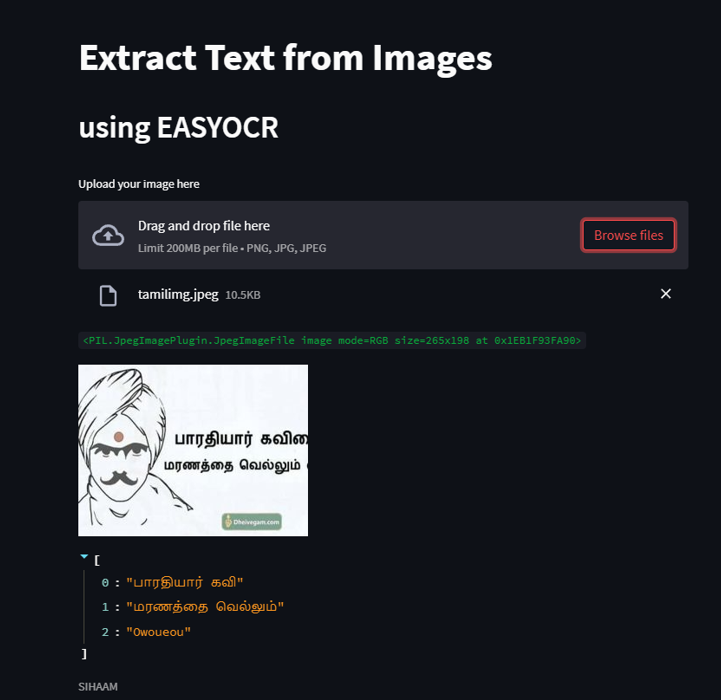 Extract Text from Images
using EASYOCR
Upload your image here
Drag and drop file here
Limit 200MB per file • PNG, JPG, JPEG
Browse files
tamilimg.jpeg 10.5KB
<PIL.JpegImagePlugin.JpegImageFile image mode=RGB size=265x198 at 0x1EB1F93FA90>
பாரதியார் கவி
மரணத்தை வெல்லும்
Dheivegam.com
[
0 : "பாரதியார் கவி"
1 : "மரணத்தை வெல்லும்"
2 : "Owoueou"
]
SIHAAM